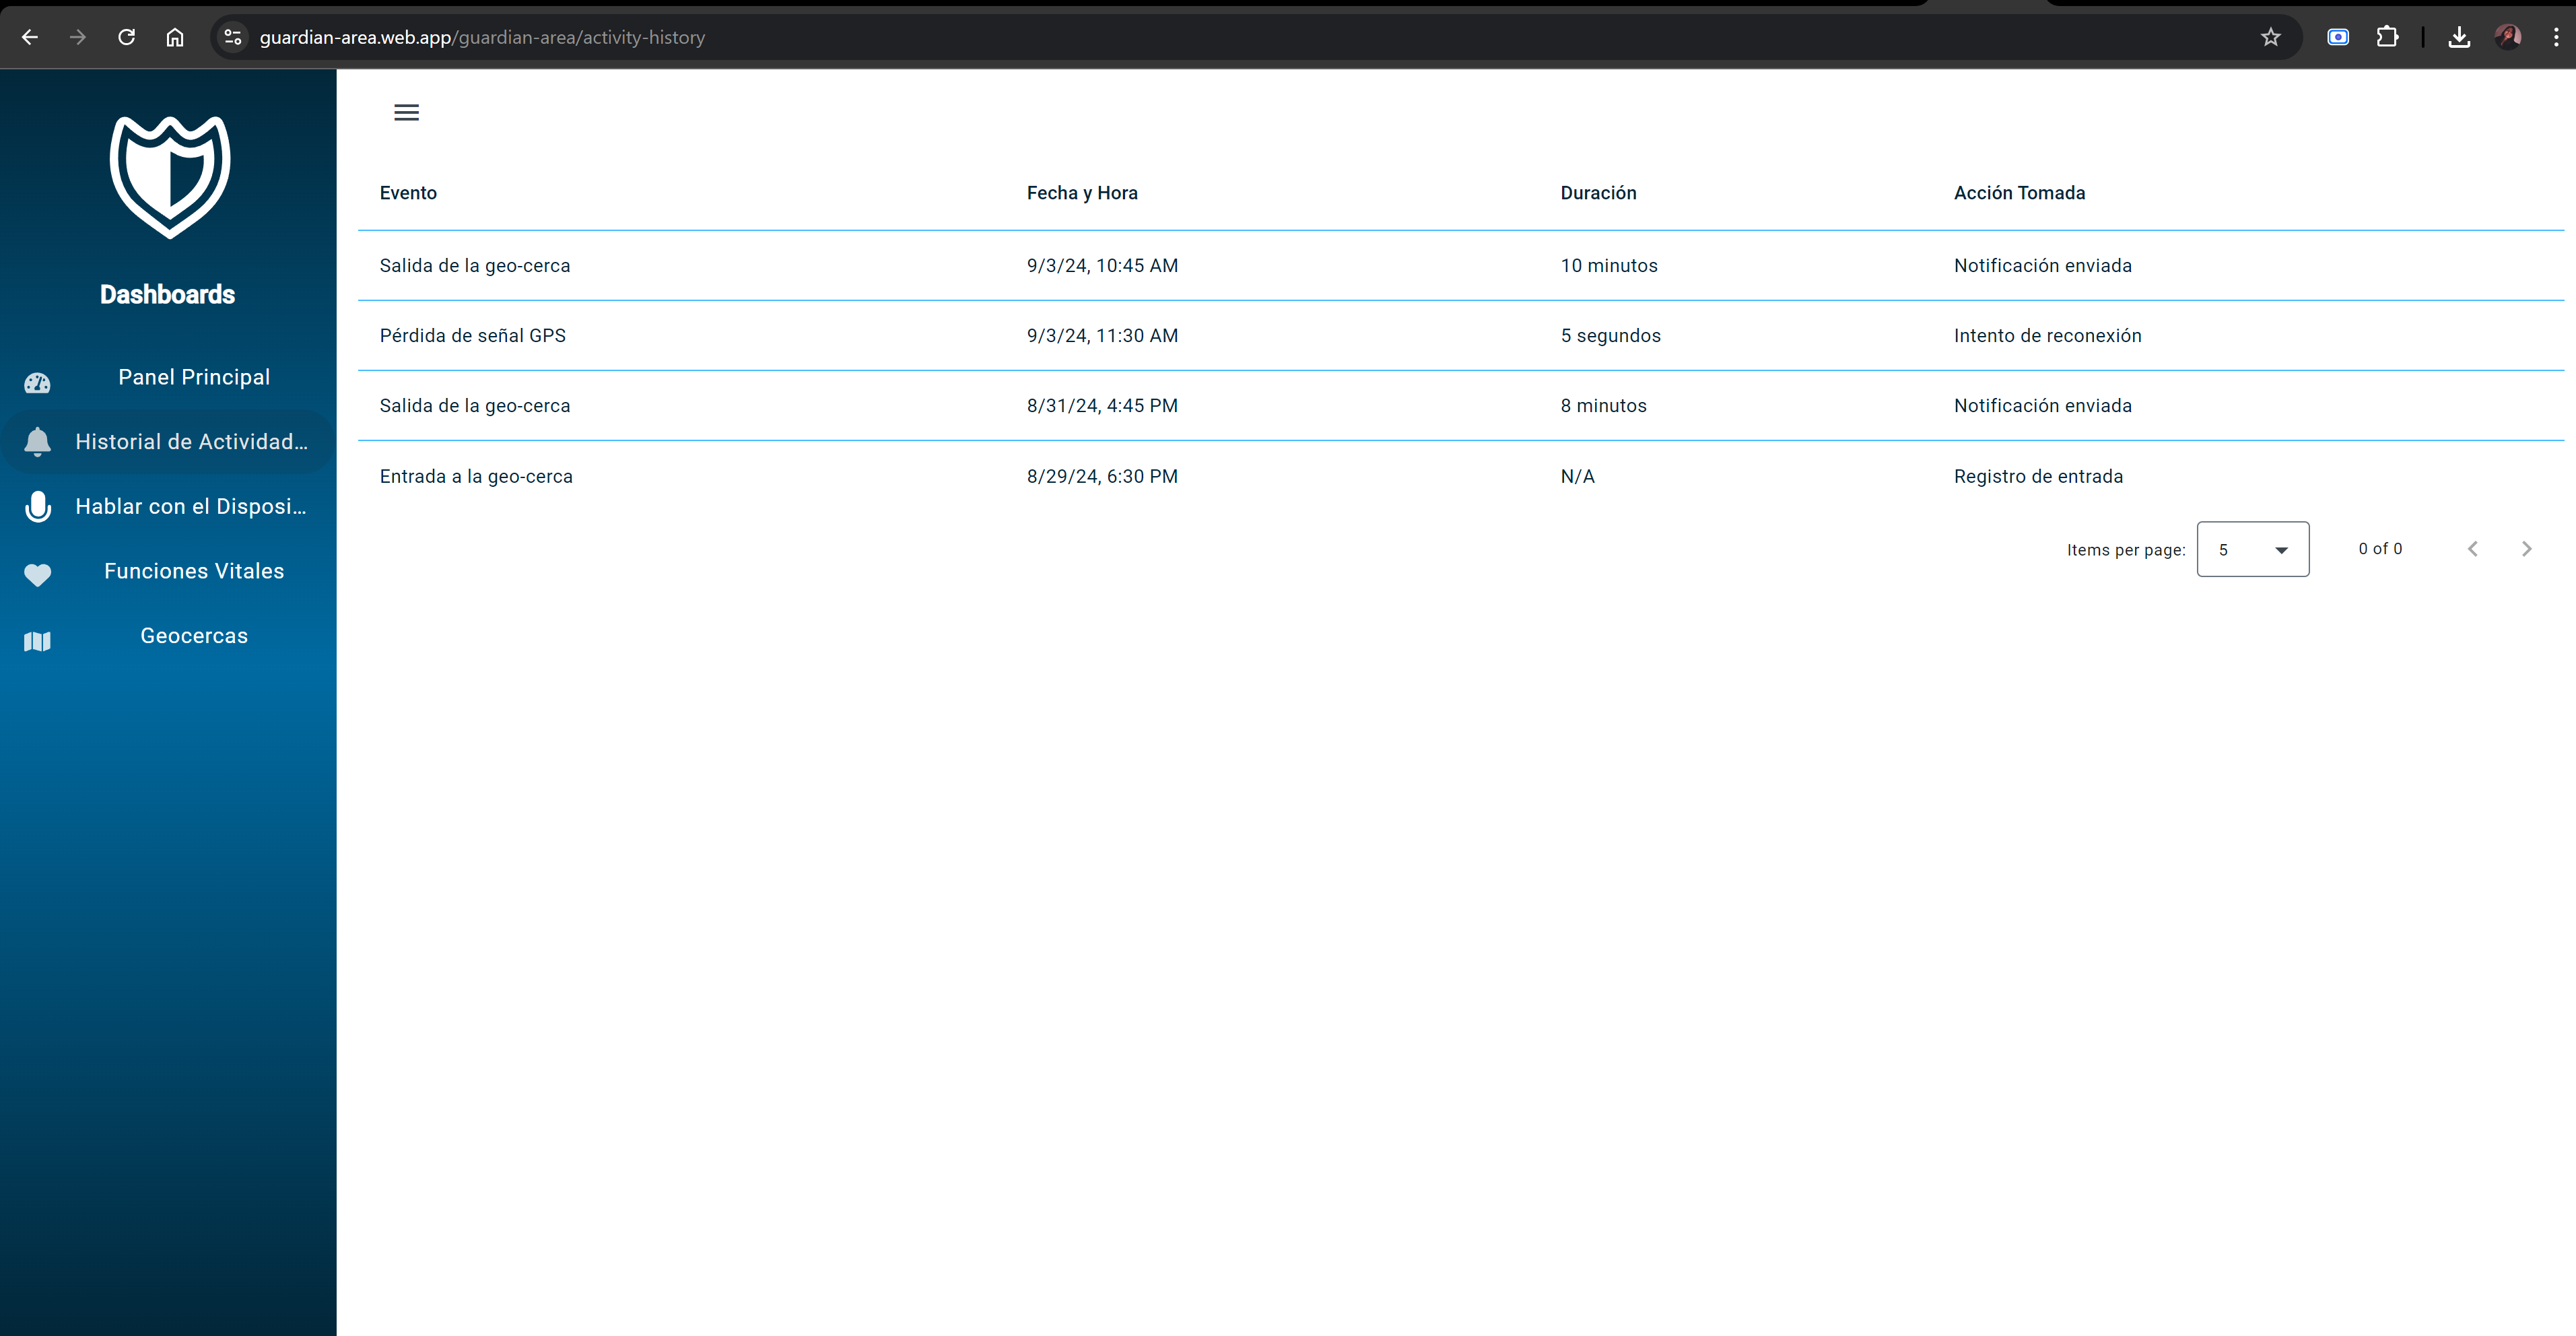 guardian-area.web.app/guardian-area/activity-history
Dashboards
Panel Principal
Historial de Actividad...
Hablar con el Disposi...
Funciones Vitales
Geocercas
Evento Fecha y Hora Duración Acción Tomada
Salida de la geo-cerca 9/3/24, 10:45 AM 10 minutos Notificación enviada
Pérdida de señal GPS 9/3/24, 11:30 AM 5 segundos Intento de reconexión
Salida de la geo-cerca 8/31/24, 4:45 PM 8 minutos Notificación enviada
Entrada a la geo-cerca 8/29/24, 6:30 PM N/A Registro de entrada
Items per page: 5 0 of 0